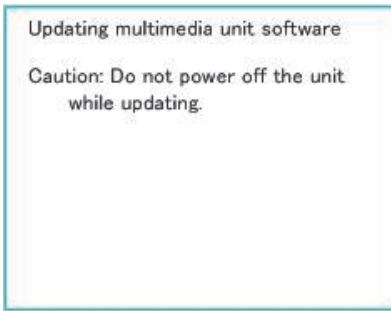 Updating multimedia unit software
Caution: Do not power off the unit
while updating.